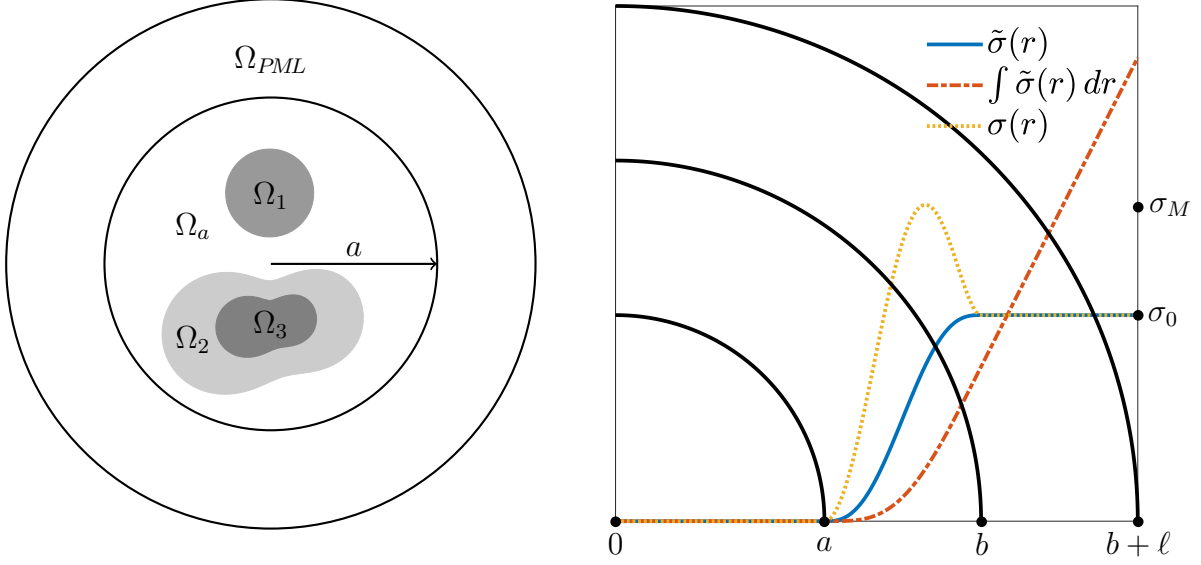 Ω_PML
Ω_1
Ω_a
a
Ω_2
Ω_3
σ̃(r)
∫ σ̃(r) dr
σ(r)
σ_M
σ_0
0
a
b
b + ℓ